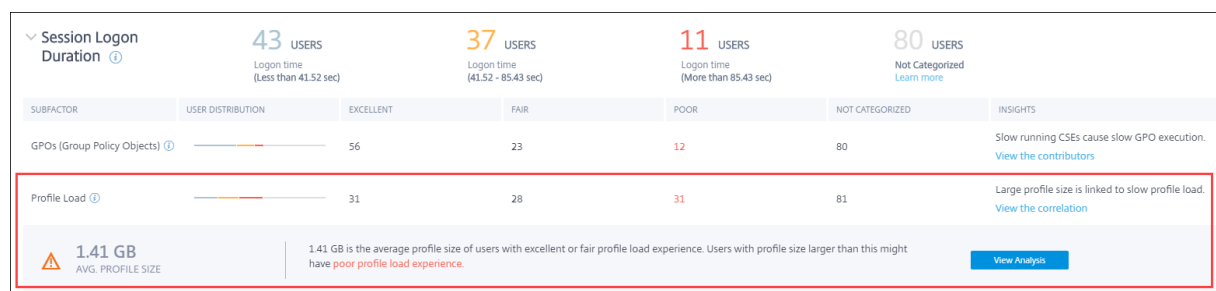 Session Logon Duration
43 USERS
Logon time
(Less than 41.52 sec)
37 USERS
Logon time
(41.52 - 85.43 sec)
11 USERS
Logon time
(More than 85.43 sec)
80 USERS
Not Categorized
Learn more
SUBFACTOR USER DISTRIBUTION EXCELLENT FAIR POOR NOT CATEGORIZED INSIGHTS
GPOs (Group Policy Objects) 56 23 12 80 Slow running CSEs cause slow GPO execution.
View the contributors
Profile Load 31 28 31 81 Large profile size is linked to slow profile load.
View the correlation
1.41 GB
AVG. PROFILE SIZE
1.41 GB is the average profile size of users with excellent or fair profile load experience. Users with profile size larger than this might
have poor profile load experience.
View Analysis